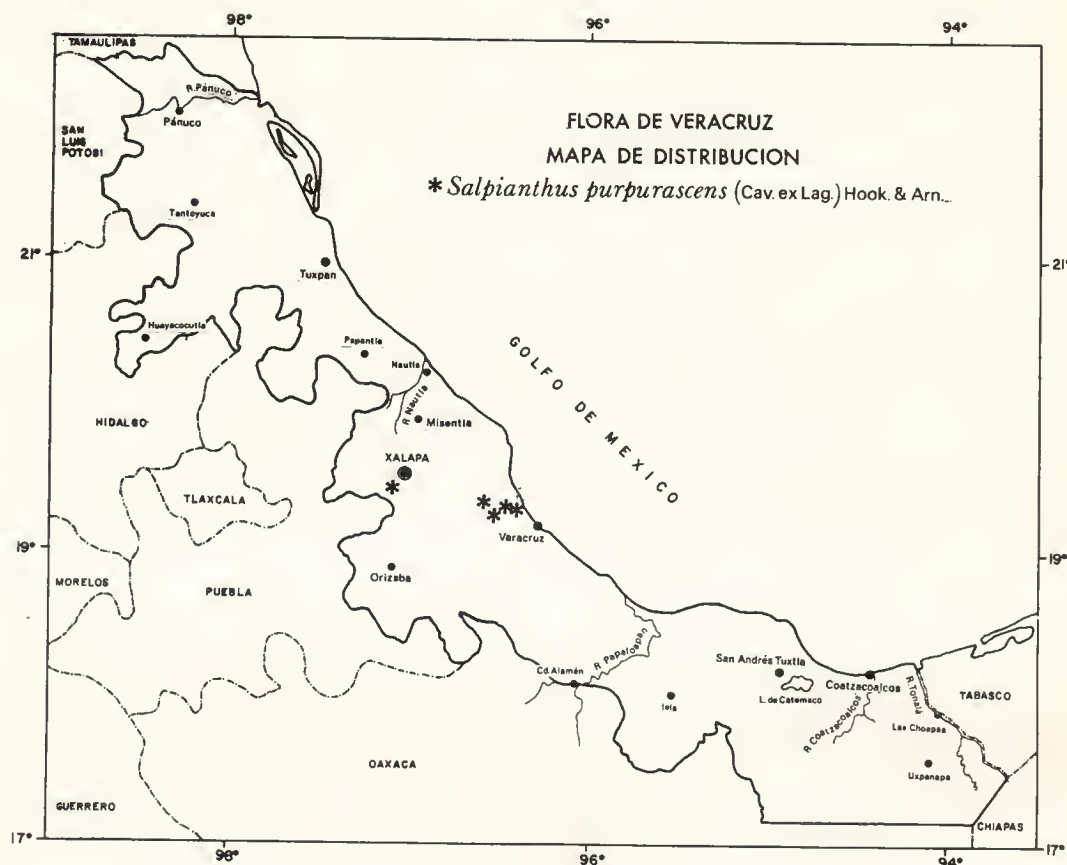 98°
96°
94°
TAMAULIPAS
R. Pánuco
Pánuco
SAN
LUIS
POTOSI
FLORA DE VERACRUZ
MAPA DE DISTRIBUCION
* Salpianthus purpurascens (Cav. ex Lag.) Hook. & Arn.
Tantoyuca
21°
21°
Tuxpan
Huayacocutla
Papantla
Nautla
GOLFO DE MEXICO
R. Nautla
Misantla
HIDALGO
XALAPA
TLAXCALA
Veracruz
19°
19°
MORELOS
PUEBLA
Orizaba
R. Papaloapan
Cd. Alemán
San Andrés Tuxtla
L. de Catemaco
Isla
Coatzacoalcos
R. Coatzacoalcos
R. Tonalá
TABASCO
Las Choapas
Uxpanapa
OAXACA
GUERRERO
CHIAPAS
17°
17°
98°
96°
94°